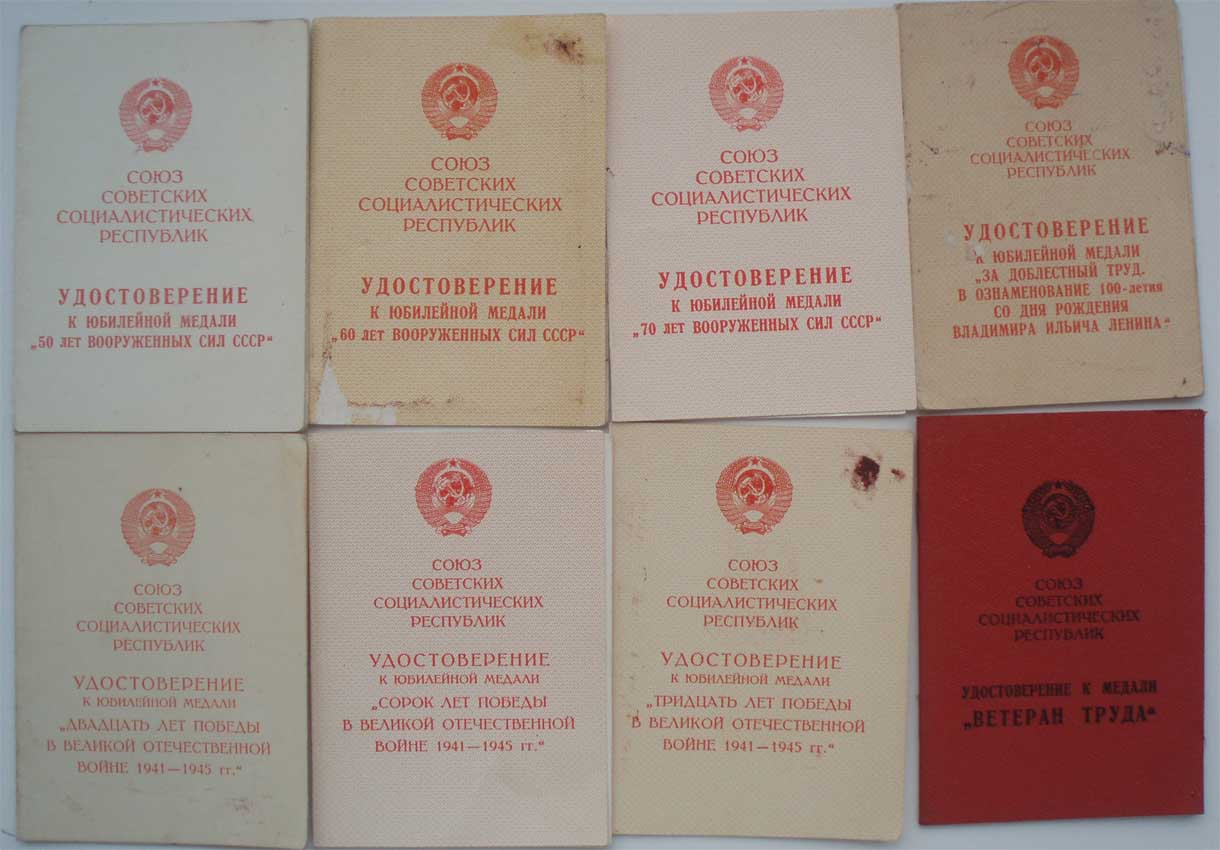 СОЮЗ
СОВЕТСКИХ
СОЦИАЛИСТИЧЕСКИХ
РЕСПУБЛИК
УДОСТОВЕРЕНИЕ
К ЮБИЛЕЙНОЙ МЕДАЛИ
„50 ЛЕТ ВООРУЖЕННЫХ СИЛ СССР“
СОЮЗ
СОВЕТСКИХ
СОЦИАЛИСТИЧЕСКИХ
РЕСПУБЛИК
УДОСТОВЕРЕНИЕ
К ЮБИЛЕЙНОЙ МЕДАЛИ
„60 ЛЕТ ВООРУЖЕННЫХ СИЛ СССР“
СОЮЗ
СОВЕТСКИХ
СОЦИАЛИСТИЧЕСКИХ
РЕСПУБЛИК
УДОСТОВЕРЕНИЕ
К ЮБИЛЕЙНОЙ МЕДАЛИ
„70 ЛЕТ ВООРУЖЕННЫХ СИЛ СССР“
СОЮЗ
СОВЕТСКИХ
СОЦИАЛИСТИЧЕСКИХ
РЕСПУБЛИК
УДОСТОВЕРЕНИЕ
К ЮБИЛЕЙНОЙ МЕДАЛИ
„ЗА ДОБЛЕСТНЫЙ ТРУД.
В ОЗНАМЕНОВАНИЕ 100-летия
СО ДНЯ РОЖДЕНИЯ
ВЛАДИМИРА ИЛЬИЧА ЛЕНИНА“
СОЮЗ
СОВЕТСКИХ
СОЦИАЛИСТИЧЕСКИХ
РЕСПУБЛИК
УДОСТОВЕРЕНИЕ
К ЮБИЛЕЙНОЙ МЕДАЛИ
„ДВАДЦАТЬ ЛЕТ ПОБЕДЫ
В ВЕЛИКОЙ ОТЕЧЕСТВЕННОЙ
ВОЙНЕ 1941—1945 гг.“
СОЮЗ
СОВЕТСКИХ
СОЦИАЛИСТИЧЕСКИХ
РЕСПУБЛИК
УДОСТОВЕРЕНИЕ
К ЮБИЛЕЙНОЙ МЕДАЛИ
„СОРОК ЛЕТ ПОБЕДЫ
В ВЕЛИКОЙ ОТЕЧЕСТВЕННОЙ
ВОЙНЕ 1941—1945 гг.“
СОЮЗ
СОВЕТСКИХ
СОЦИАЛИСТИЧЕСКИХ
РЕСПУБЛИК
УДОСТОВЕРЕНИЕ
К ЮБИЛЕЙНОЙ МЕДАЛИ
„ТРИДЦАТЬ ЛЕТ ПОБЕДЫ
В ВЕЛИКОЙ ОТЕЧЕСТВЕННОЙ
ВОЙНЕ 1941—1945 гг.“
СОЮЗ
СОВЕТСКИХ
СОЦИАЛИСТИЧЕСКИХ
РЕСПУБЛИК
УДОСТОВЕРЕНИЕ К МЕДАЛИ
„ВЕТЕРАН ТРУДА“